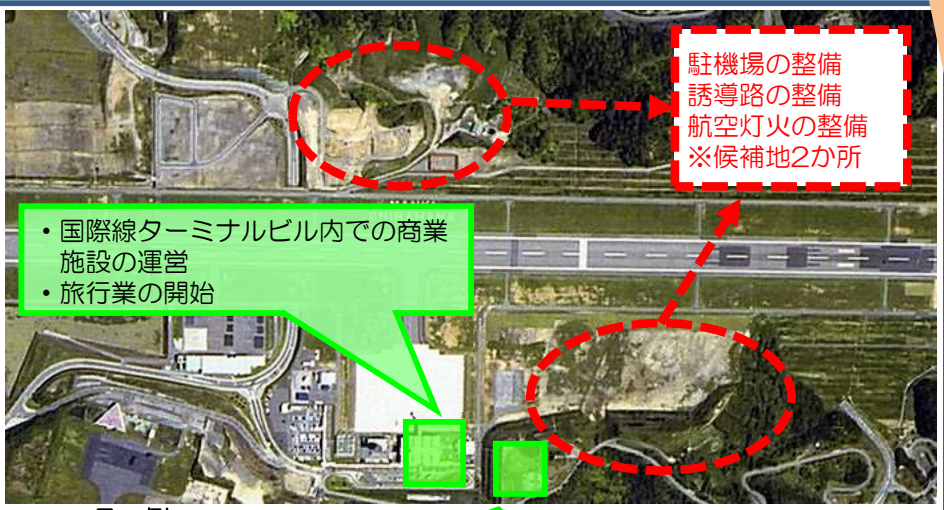 駐機場の整備
誘導路の整備
航空灯火の整備
※候補地2か所
・国際線ターミナルビル内での商業
施設の運営
・旅行業の開始